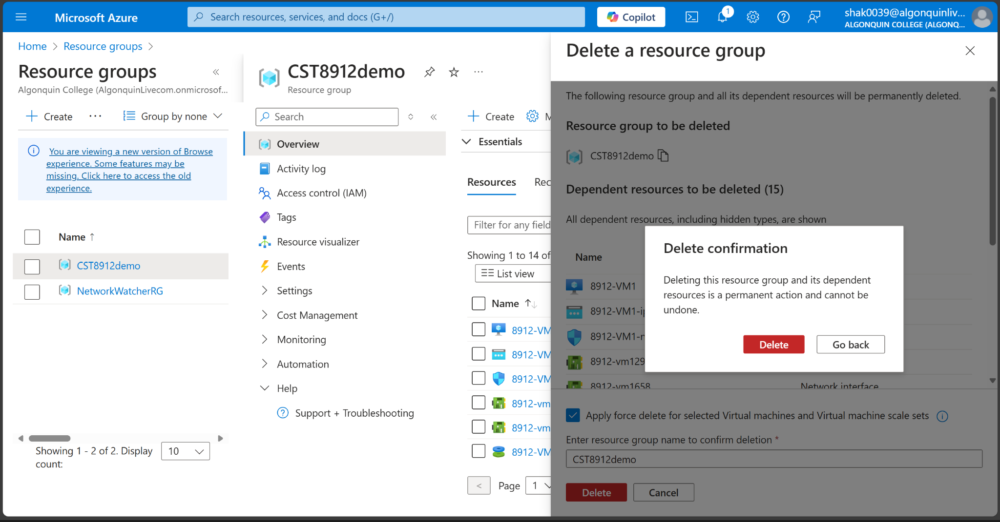 Microsoft Azure
Search resources, services, and docs (G+/)
Copilot
1
shak0039@algonquinliv...
ALGONQUIN COLLEGE (ALGONQ...
Home > Resource groups >
Resource groups
Algonquin College (AlgonquinLivecom.onmicrosof...
Create
Group by none
You are viewing a new version of Browse
experience. Some features may be
missing. Click here to access the old
experience.
Name ↑
CST8912demo
NetworkWatcherRG
Showing 1 - 2 of 2. Display
count:
10
CST8912demo
Resource group
Search
Overview
Activity log
Access control (IAM)
Tags
Resource visualizer
Events
Settings
Cost Management
Monitoring
Automation
Help
Support + Troubleshooting
Create
Essentials
Resources
Filter for any field
Showing 1 to 14 of
List view
Name ↑↓
8912-VM
8912-VM
8912-VM
8912-vm
8912-vm
8912-VM
< Page 1
Delete a resource group
The following resource group and all its dependent resources will be permanently deleted.
Resource group to be deleted
CST8912demo
Dependent resources to be deleted (15)
All dependent resources, including hidden types, are shown
Name
8912-VM1
8912-VM1-ip
8912-VM1-n
8912-vm129
8912-vm1658
Network interface
Delete confirmation
Deleting this resource group and its dependent
resources is a permanent action and cannot be
undone.
Delete
Go back
Apply force delete for selected Virtual machines and Virtual machine scale sets
Enter resource group name to confirm deletion *
CST8912demo
Delete
Cancel